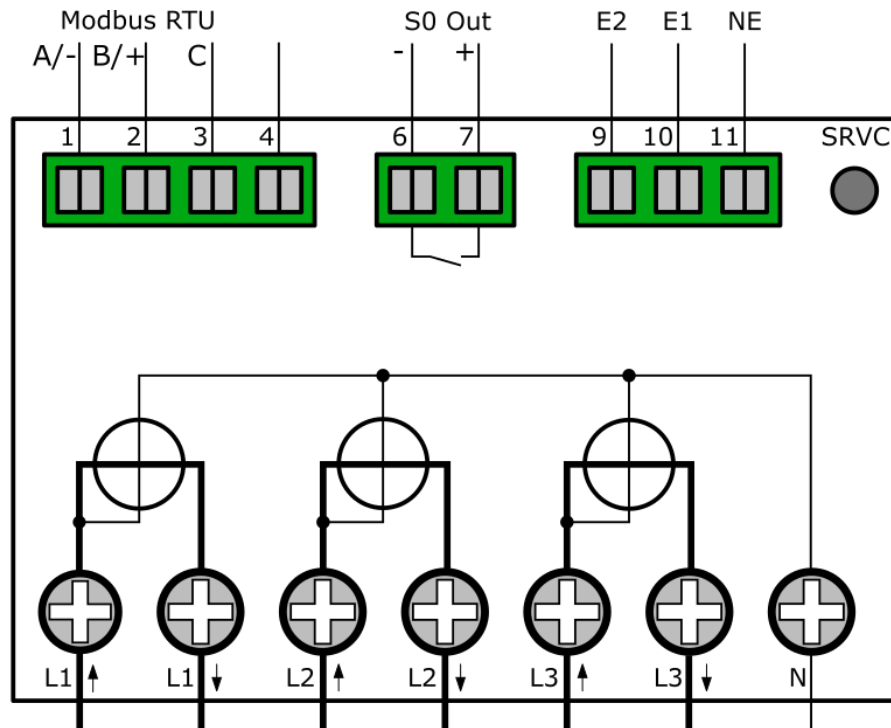 Modbus RTU S0 Out E2 E1 NE
A/- B/+ C - +
1 2 3 4 6 7 9 10 11 SRVC
L1 L1 L2 L2 L3 L3 N